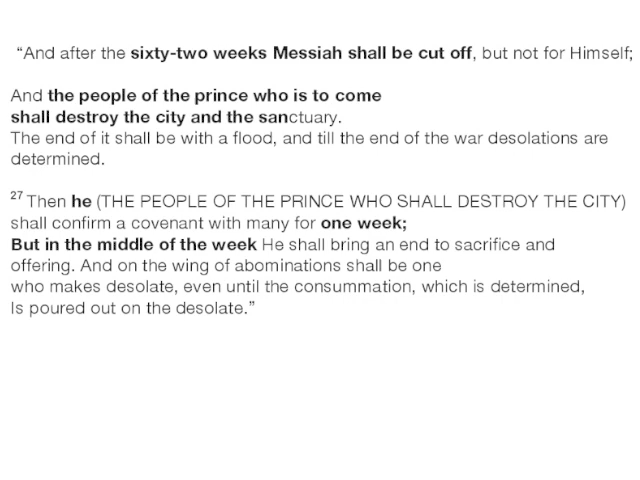 “And after the sixty-two weeks Messiah shall be cut off, but not for Himself;
And the people of the prince who is to come
shall destroy the city and the sanctuary.
The end of it shall be with a flood, and till the end of the war desolations are
determined.
27 Then he (THE PEOPLE OF THE PRINCE WHO SHALL DESTROY THE CITY)
shall confirm a covenant with many for one week;
But in the middle of the week He shall bring an end to sacrifice and
offering. And on the wing of abominations shall be one
who makes desolate, even until the consummation, which is determined,
Is poured out on the desolate.”